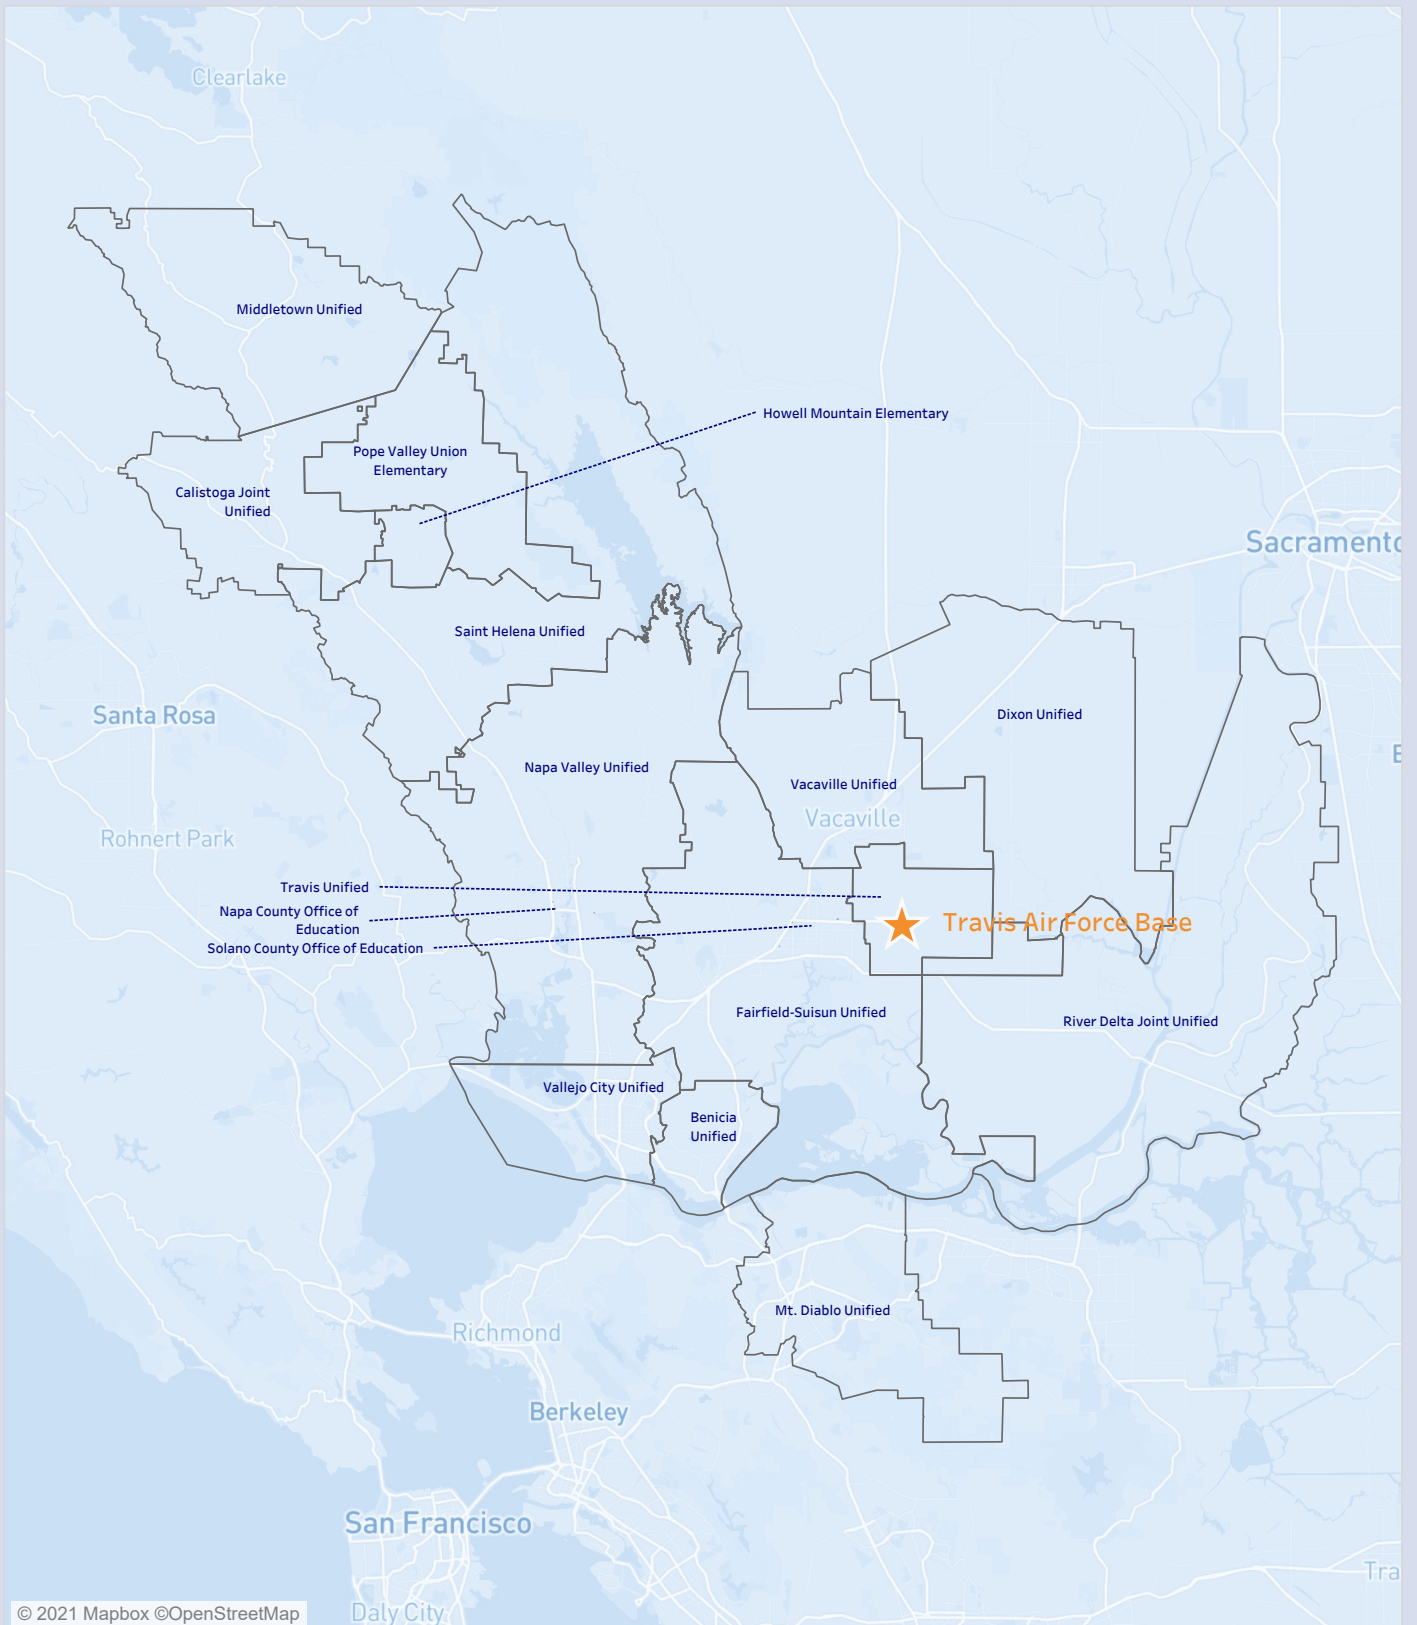 Clearlake
Middletown Unified
Howell Mountain Elementary
Pope Valley Union
Elementary
Calistoga Joint
Unified
Sacramento
Saint Helena Unified
Santa Rosa
Dixon Unified
Napa Valley Unified
Vacaville Unified
Vacaville
Rohnert Park
Travis Unified
Napa County Office of
Education
Travis Air Force Base
Solano County Office of Education
Fairfield-Suisun Unified
River Delta Joint Unified
Vallejo City Unified
Benicia
Unified
Mt. Diablo Unified
Richmond
Berkeley
San Francisco
Tra
Daly City
© 2021 Mapbox ©OpenStreetMap